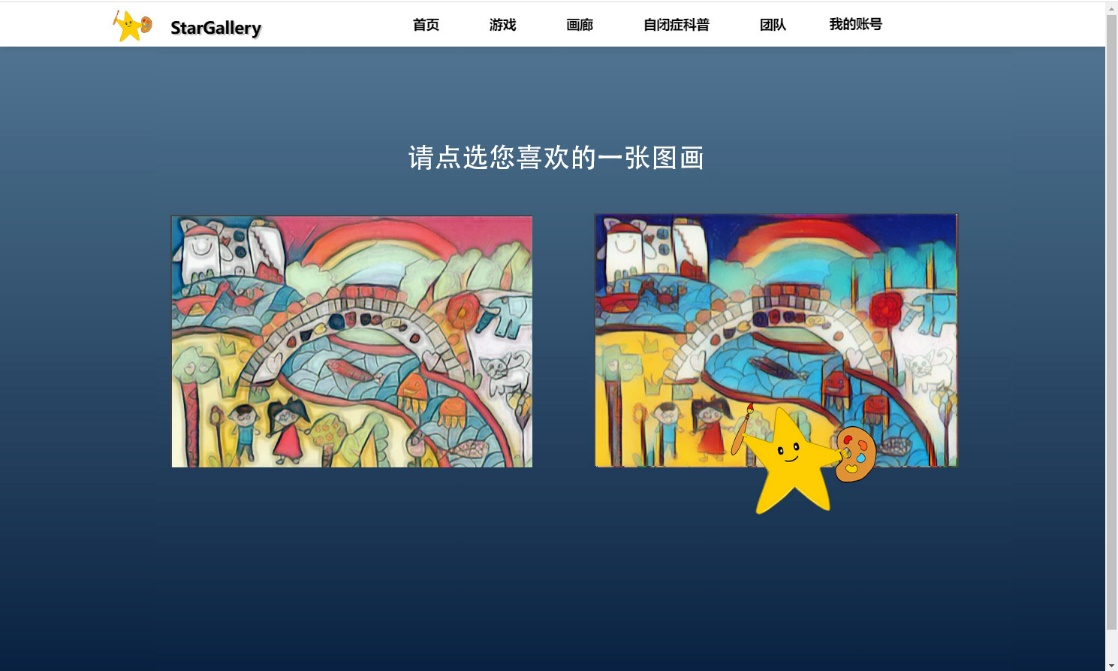 StarGallery
首页
游戏
画廊
自闭症科普
团队
我的账号
请点选您喜欢的一张图画